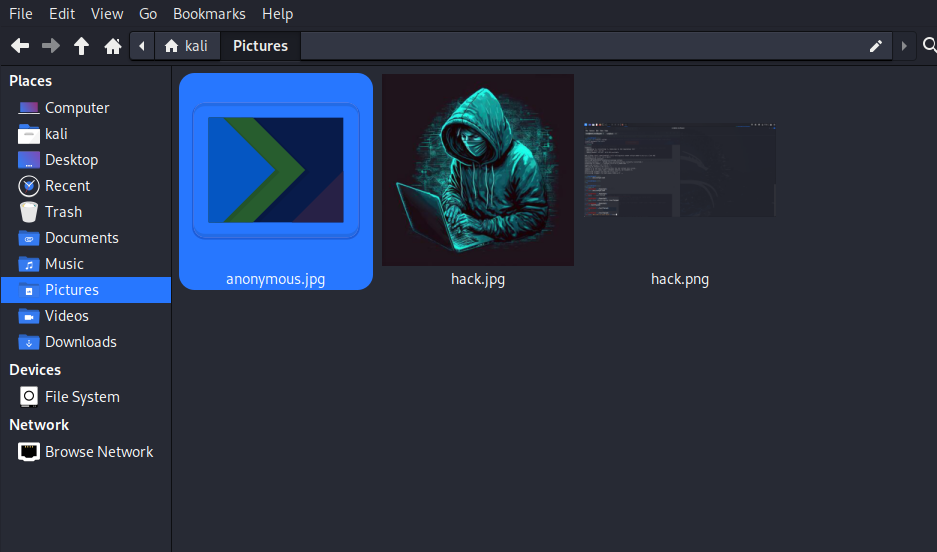 File Edit View Go Bookmarks Help
kali Pictures
Places
Computer
kali
Desktop
Recent
Trash
Documents
Music
Pictures
Videos
Downloads
Devices
File System
Network
Browse Network
anonymous.jpg hack.jpg hack.png